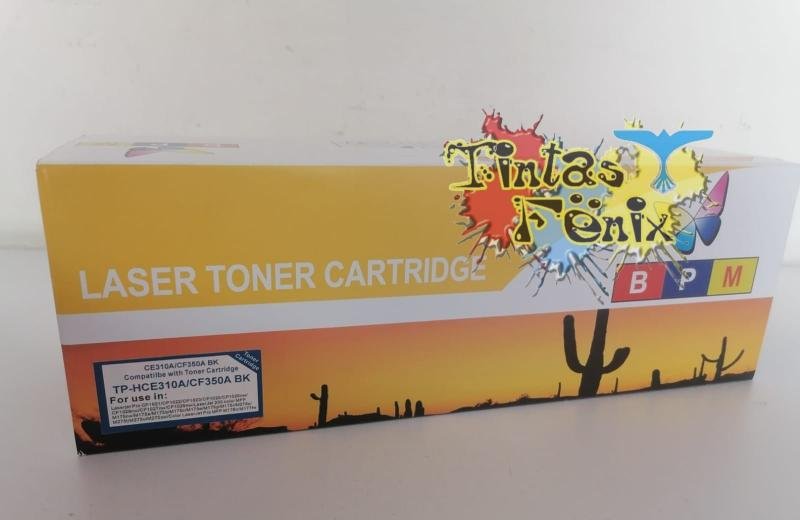 Tintas
Fënix
LASER TONER CARTRIDGE
B P M
Toner
Cartridge
CE310A/CF350A BK
Compatilbe with Toner Cartridge
TP-HCE310A/CF350A BK
For use in: